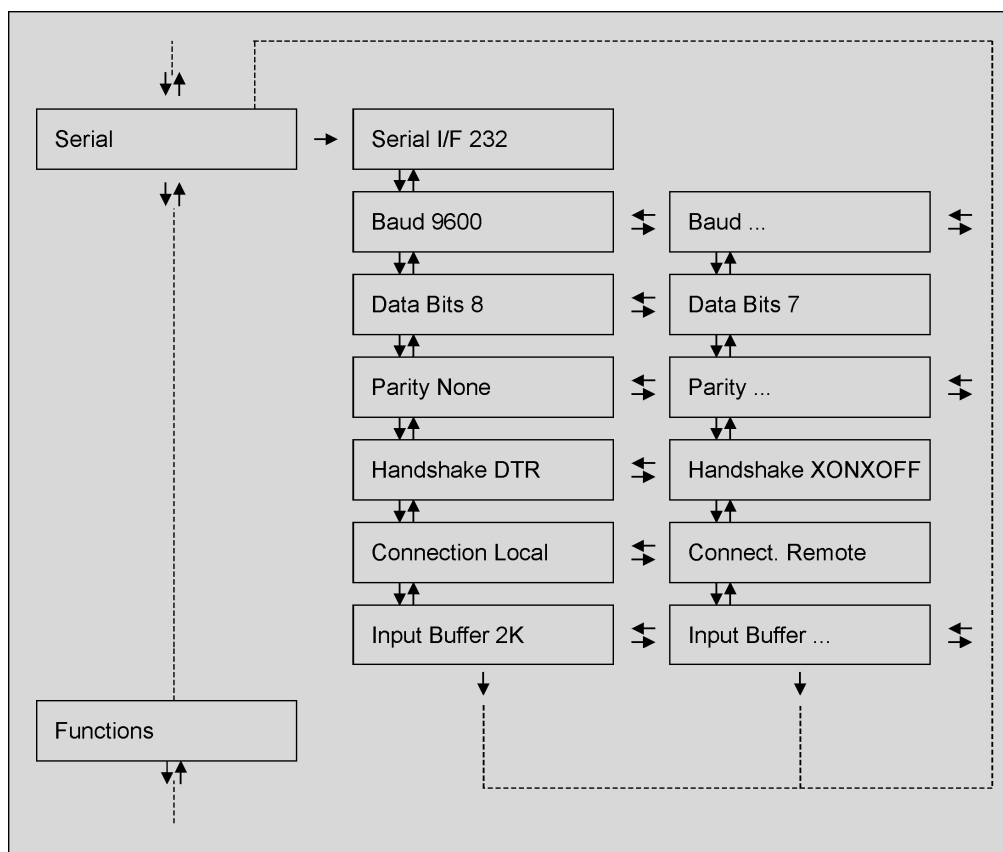 Serial
Serial I/F 232
Baud 9600
Baud ...
Data Bits 8
Data Bits 7
Parity None
Parity ...
Handshake DTR
Handshake XONXOFF
Connection Local
Connect. Remote
Input Buffer 2K
Input Buffer ...
Functions